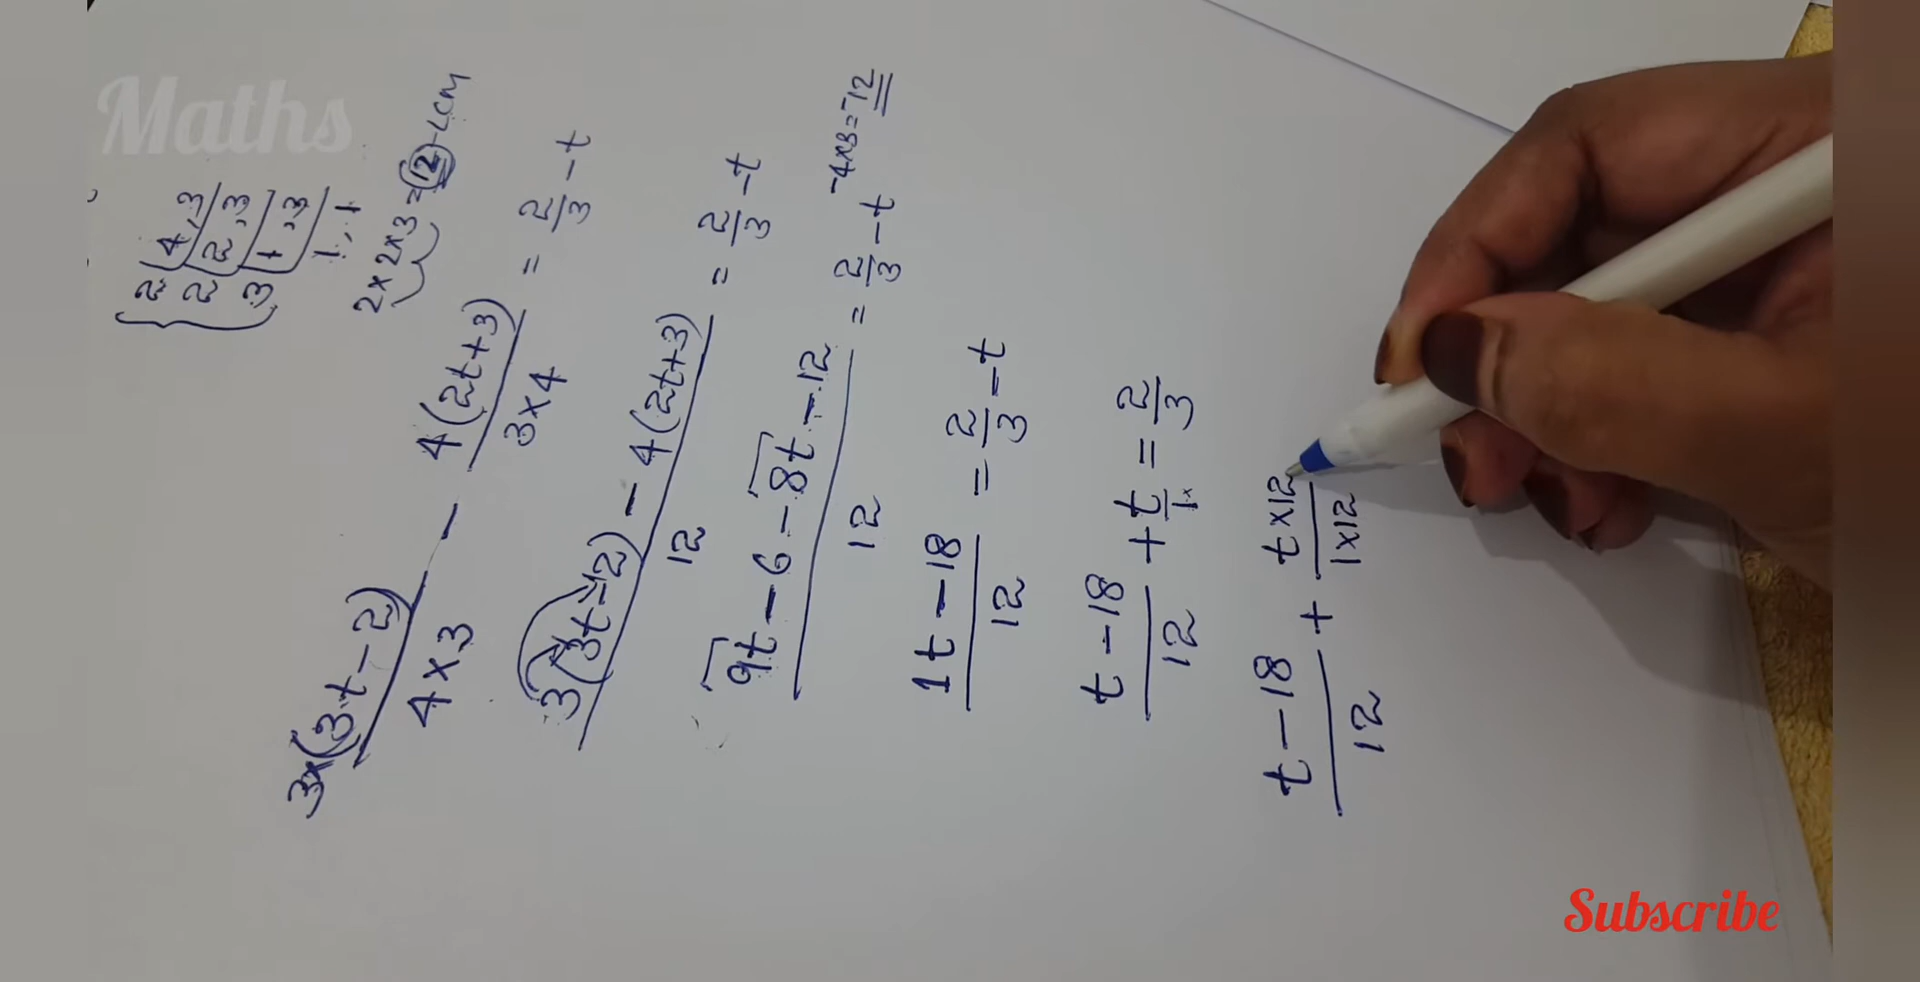 Maths
2 | 4, 3
2 | 2, 3
3 | 1, 3
1, 1
2 × 2 × 3 = 12 - LCM
3×(3t - 2)/4 × 3 - 4(2t + 3)/3 × 4 = 2/3 - t
3(3t - 2) - 4(2t + 3)/12 = 2/3 - t
9t - 6 - 8t - 12/12 = 2/3 - t
-4×3 = -12
1t - 18/12 = 2/3 - t
t - 18/12 + t/1 = 2/3
t - 18/12 + t × 12/1 × 12
Subscribe